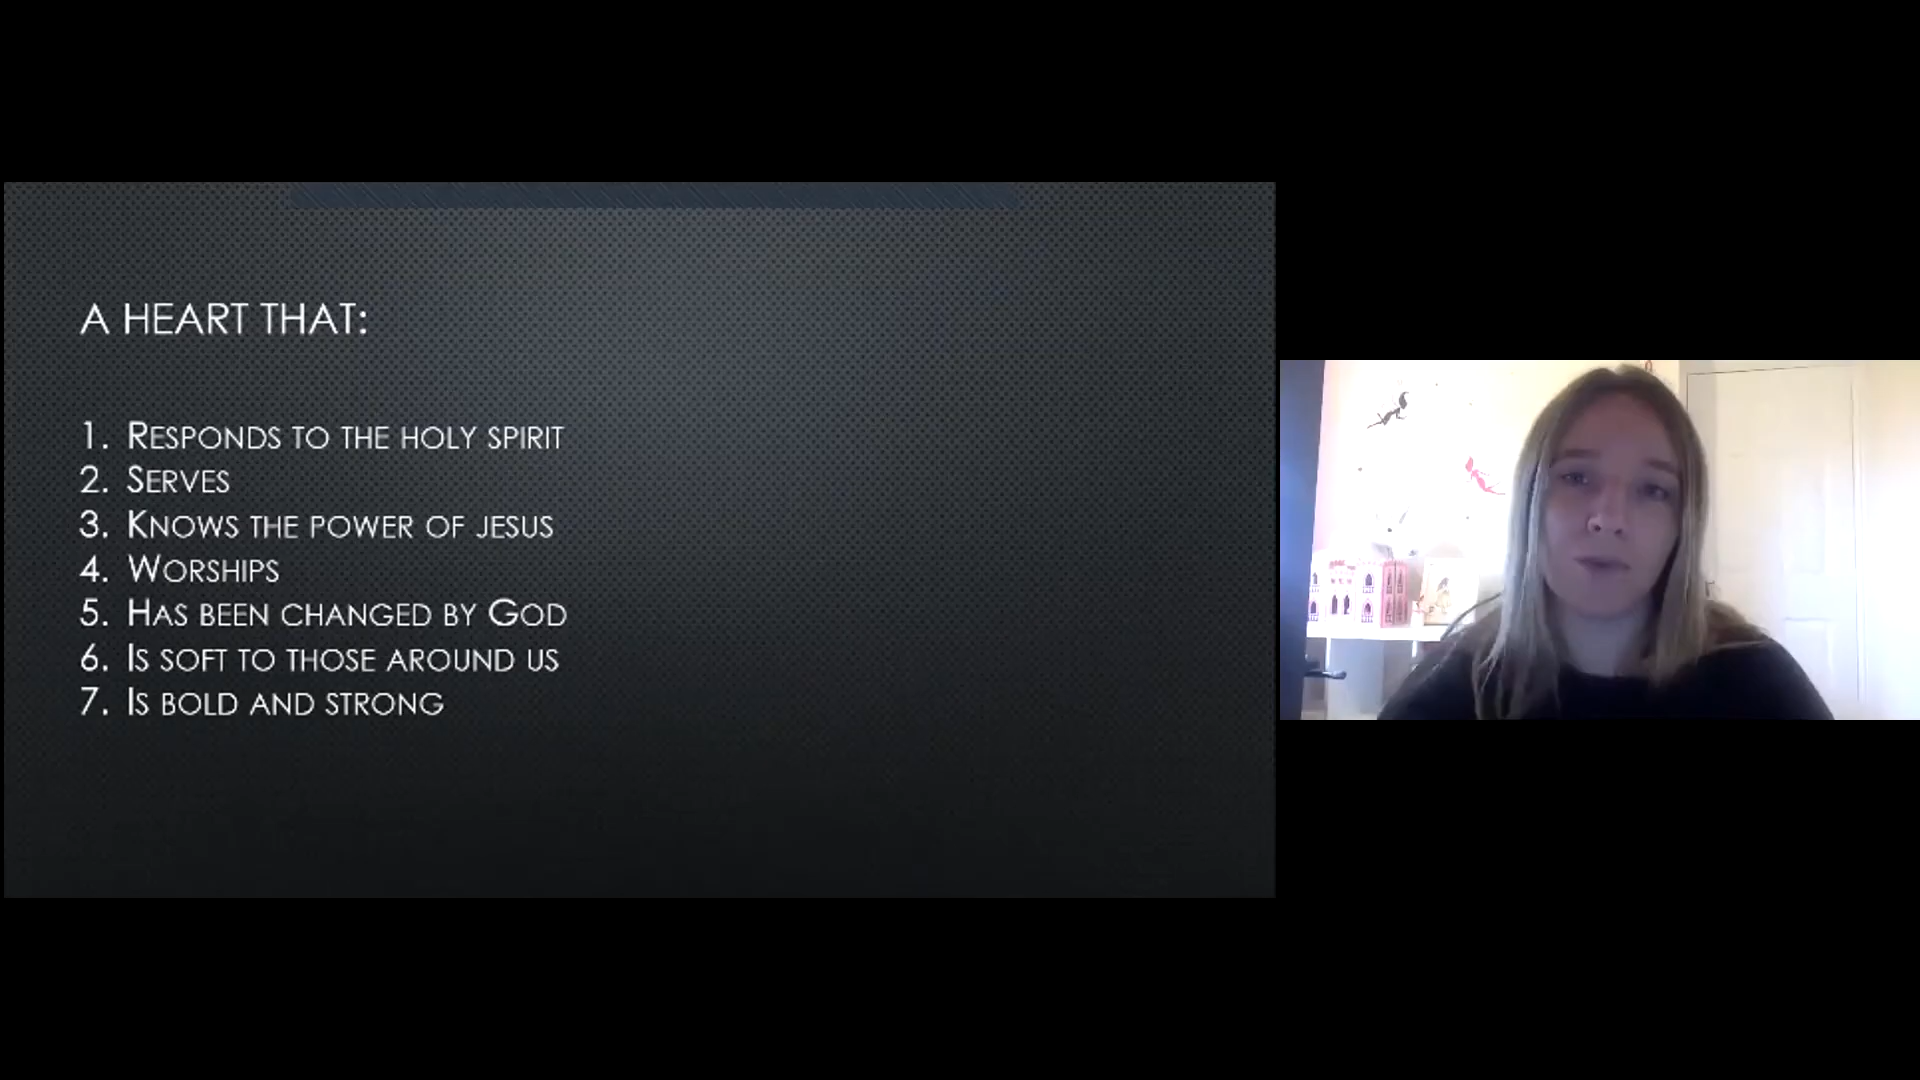 A HEART THAT:
1. RESPONDS TO THE HOLY SPIRIT
2. SERVES
3. KNOWS THE POWER OF JESUS
4. WORSHIPS
5. HAS BEEN CHANGED BY GOD
6. IS SOFT TO THOSE AROUND US
7. IS BOLD AND STRONG